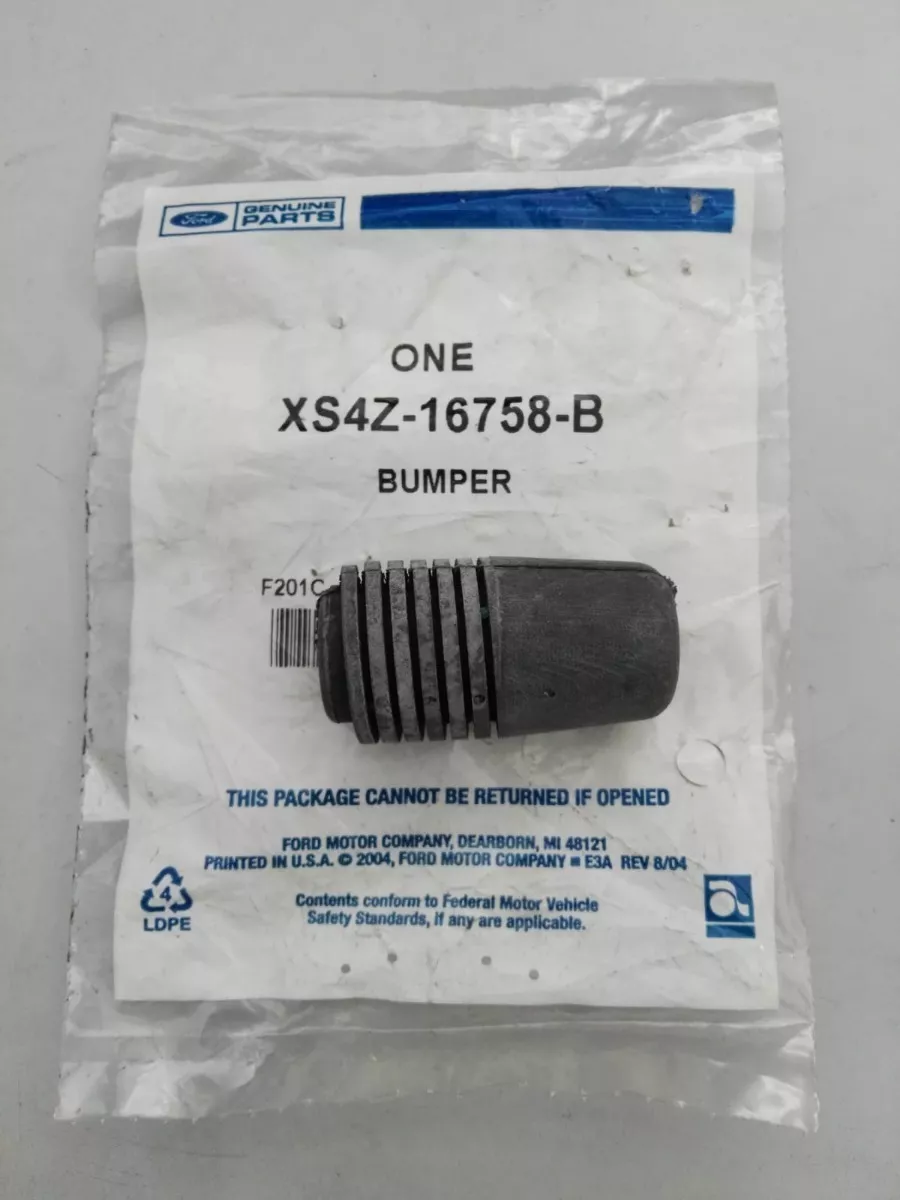 Ford GENUINE PARTS
ONE
XS4Z-16758-B
BUMPER
F201C
THIS PACKAGE CANNOT BE RETURNED IF OPENED
FORD MOTOR COMPANY, DEARBORN, MI 48121
PRINTED IN U.S.A. © 2004, FORD MOTOR COMPANY ■ E3A REV 8/04
Contents conform to Federal Motor Vehicle
Safety Standards, if any are applicable.
4
LDPE